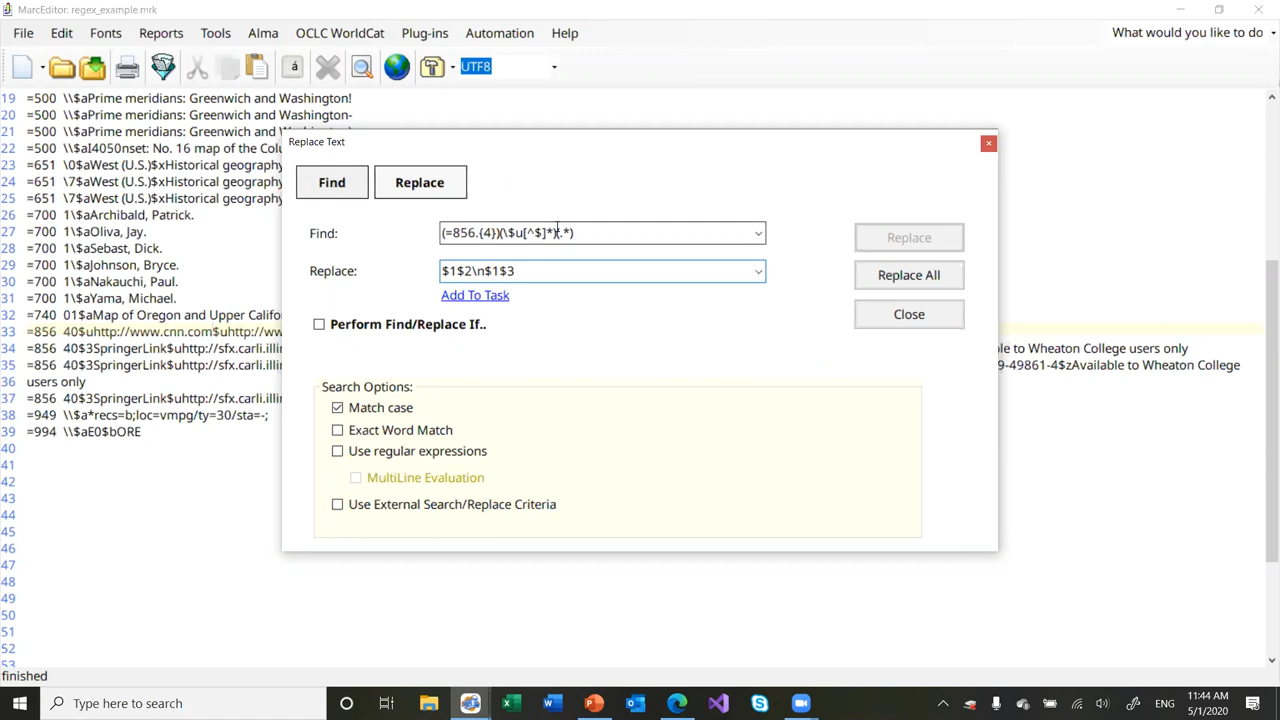 MarcEditor: regex_example.mrk
File Edit Fonts Reports Tools Alma OCLC WorldCat Plug-ins Automation Help What would you like to do
á UTF8
19 =500 \\$aPrime meridians: Greenwich and Washington!
20 =500 \\$aPrime meridians: Greenwich and Washington-
21 =500 \\$aPrime meridians: Greenwich and
22 =500 \\$aI4050nset: No. 16 map of the Colu
23 =651 \0$aWest (U.S.)$xHistorical geography
24 =651 \7$aWest (U.S.)$xHistorical geography
25 =651 \7$aWest (U.S.)$xHistorical geography
26 =700 1\$aArchibald, Patrick.
27 =700 1\$aOliva, Jay.
28 =700 1\$aSebast, Dick.
29 =700 1\$aJohnson, Bryce.
30 =700 1\$aNakauchi, Paul.
31 =700 1\$aYama, Michael.
32 =740 01$aMap of Oregon and Upper Califo
33 =856 40$uhttp://www.cnn.com$uhttp://ww
34 =856 40$3SpringerLink$uhttp://sfx.carli.illi le to Wheaton College users only
35 =856 40$3SpringerLink$uhttp://sfx.carli.illi 9-49861-4$zAvailable to Wheaton College
36 users only
37 =856 40$3SpringerLink$uhttp://sfx.carli.illi
38 =949 \\$a*recs=b;loc=vmpg/ty=30/sta=-;
39 =994 \\$aE0$bORE
40
41
42
43
44
45
46
47
48
49
50
51
52
53
Replace Text
Find Replace
Find: (=856.{4})(\$u[^$]*)(.*) Replace
Replace: $1$2\n$1$3 Replace All
Add To Task
Perform Find/Replace If.. Close
Search Options:
Match case
Exact Word Match
Use regular expressions
MultiLine Evaluation
Use External Search/Replace Criteria
finished
Type here to search
11:44 AM
5/1/2020